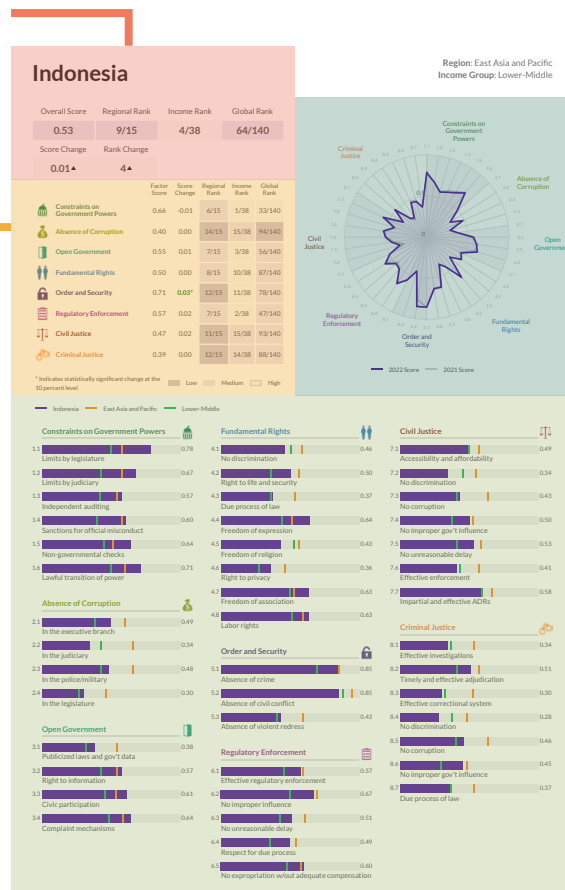 Indonesia
Region: East Asia and Pacific
Income Group: Lower-Middle
Overall Score Regional Rank Income Rank Global Rank
0.53 9/15 4/38 64/140
Score Change Rank Change
0.01▲ 4▲
Factor Score Score Change Regional Rank Income Rank Global Rank
Constraints on Government Powers 0.66 -0.01 6/15 1/38 33/140
Absence of Corruption 0.40 0.00 14/15 15/38 94/140
Open Government 0.55 0.01 7/15 3/38 56/140
Fundamental Rights 0.50 0.00 8/15 10/38 87/140
Order and Security 0.71 0.03* 12/15 11/38 78/140
Regulatory Enforcement 0.57 0.02 7/15 2/38 47/140
Civil Justice 0.47 0.02 11/15 15/38 93/140
Criminal Justice 0.39 0.00 12/15 14/38 88/140
* Indicates statistically significant change at the
10 percent level
Low Medium High
Constraints on
Government
Powers
Criminal
Justice
Absence of
Corruption
Civil
Justice
Open
Governme
Regulatory
Enforcement
Fundamental
Rights
Order and
Security
0.5
0
2022 Score 2021 Score
Indonesia East Asia and Pacific Lower-Middle
Constraints on Government Powers
1.1 0.78
Limits by legislature
1.2 0.67
Limits by judiciary
1.3 0.57
Independent auditing
1.4 0.60
Sanctions for official misconduct
1.5 0.64
Non-governmental checks
1.6 0.71
Lawful transition of power
Absence of Corruption
2.1 0.49
In the executive branch
2.2 0.34
In the judiciary
2.3 0.48
In the police/military
2.4 0.30
In the legislature
Open Government
3.1 0.38
Publicized laws and gov't data
3.2 0.57
Right to information
3.3 0.61
Civic participation
3.4 0.64
Complaint mechanisms
Fundamental Rights
4.1 0.46
No discrimination
4.2 0.50
Right to life and security
4.3 0.37
Due process of law
4.4 0.64
Freedom of expression
4.5 0.43
Freedom of religion
4.6 0.36
Right to privacy
4.7 0.63
Freedom of association
4.8 0.63
Labor rights
Order and Security
5.1 0.85
Absence of crime
5.2 0.85
Absence of civil conflict
5.3 0.43
Absence of violent redress
Regulatory Enforcement
6.1 0.57
Effective regulatory enforcement
6.2 0.67
No improper influence
6.3 0.51
No unreasonable delay
6.4 0.49
Respect for due process
6.5 0.60
No expropriation w/out adequate compensation
Civil Justice
7.1 0.49
Accessibility and affordability
7.2 0.34
No discrimination
7.3 0.43
No corruption
7.4 0.50
No improper gov't influence
7.5 0.53
No unreasonable delay
7.6 0.41
Effective enforcement
7.7 0.58
Impartial and effective ADRs
Criminal Justice
8.1 0.34
Effective investigations
8.2 0.51
Timely and effective adjudication
8.3 0.30
Effective correctional system
8.4 0.28
No discrimination
8.5 0.46
No corruption
8.6 0.45
No improper gov't influence
8.7 0.37
Due process of law